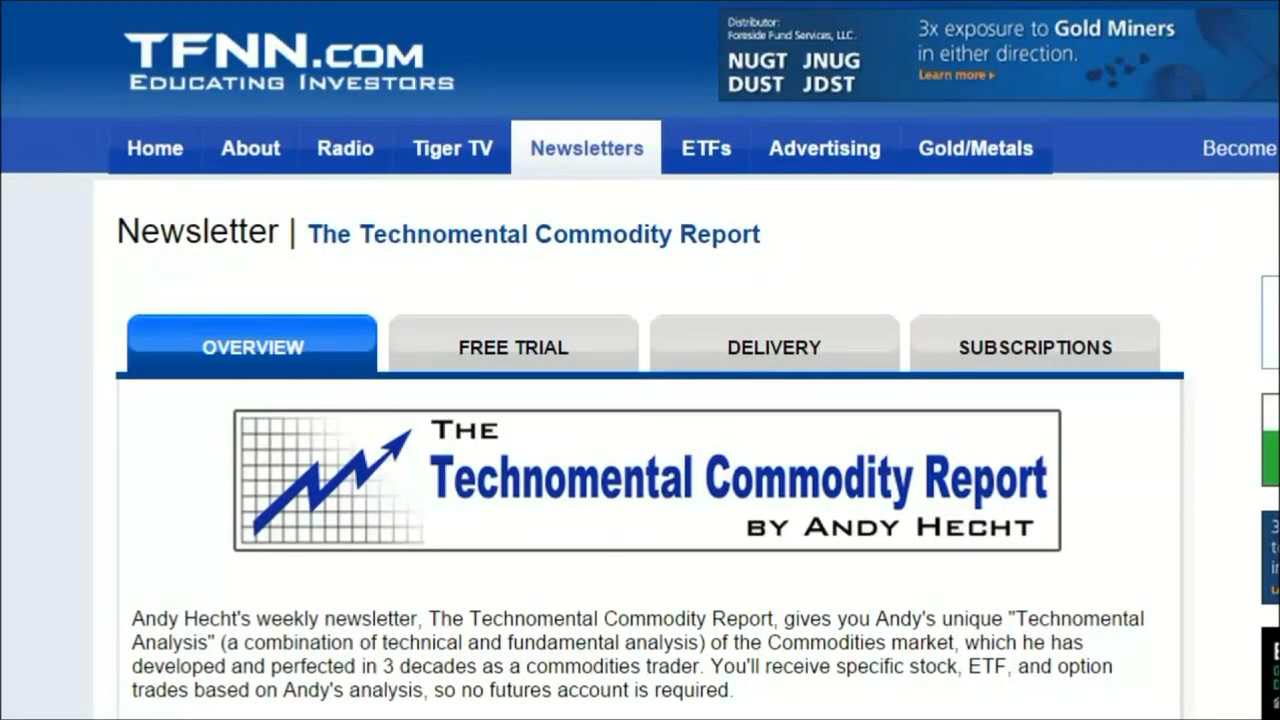 TFNN.COM
EDUCATING INVESTORS
Distributor:
Foreside Fund Services, LLC.
NUGT JNUG
DUST JDST
3x exposure to Gold Miners
in either direction.
Learn more ▸
Home About Radio Tiger TV Newsletters ETFs Advertising Gold/Metals Become
Newsletter | The Technomental Commodity Report
OVERVIEW FREE TRIAL DELIVERY SUBSCRIPTIONS
THE
Technomental Commodity Report
BY ANDY HECHT
Andy Hecht's weekly newsletter, The Technomental Commodity Report, gives you Andy's unique "Technomental
Analysis" (a combination of technical and fundamental analysis) of the Commodities market, which he has
developed and perfected in 3 decades as a commodities trader. You'll receive specific stock, ETF, and option
trades based on Andy's analysis, so no futures account is required.